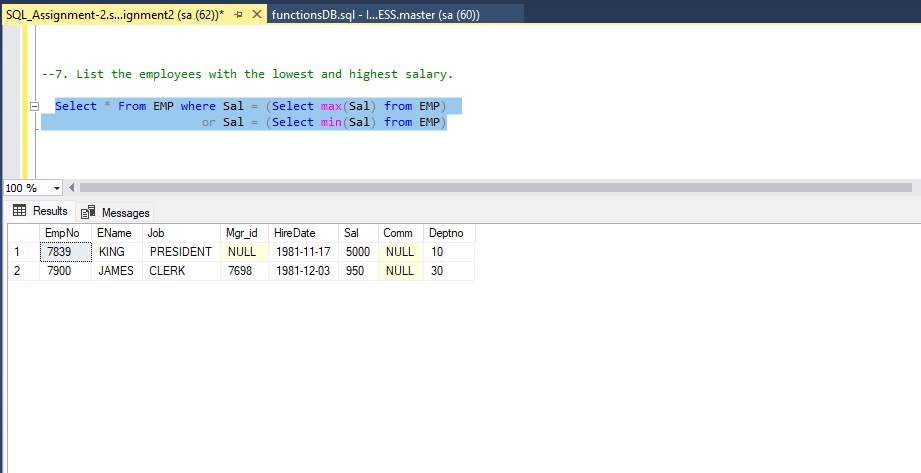 SQL_Assignment-2.s...ignment2 (sa (62))* functionsDB.sql - l...ESS.master (sa (60))
--7. List the employees with the lowest and highest salary.
Select * From EMP where Sal = (Select max(Sal) from EMP)
or Sal = (Select min(Sal) from EMP)
100 %
Results Messages
EmpNo EName Job Mgr_id HireDate Sal Comm Deptno
1 7839 KING PRESIDENT NULL 1981-11-17 5000 NULL 10
2 7900 JAMES CLERK 7698 1981-12-03 950 NULL 30